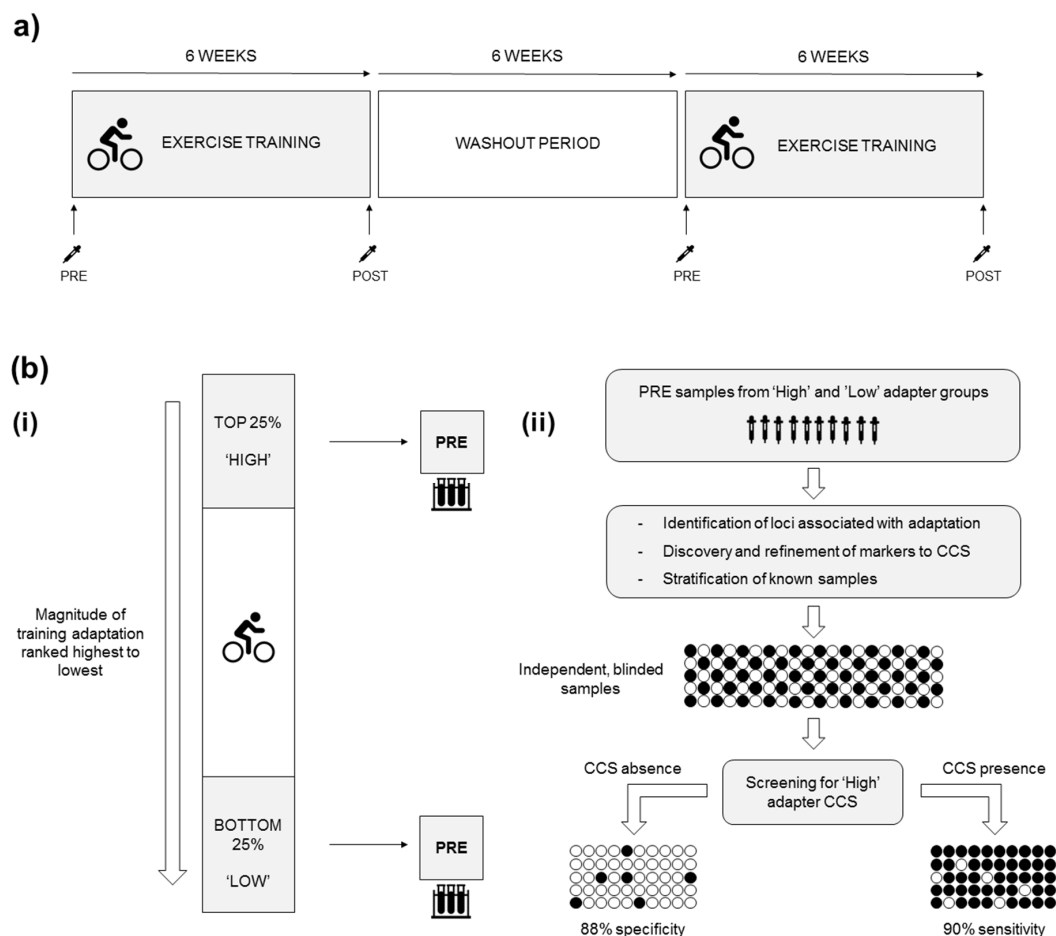 a)
6 WEEKS
6 WEEKS
6 WEEKS
EXERCISE TRAINING
WASHOUT PERIOD
EXERCISE TRAINING
PRE
POST
PRE
POST
(b)
(i)
TOP 25%
‘HIGH’
PRE
Magnitude of
training adaptation
ranked highest to
lowest
BOTTOM
25%
‘LOW’
PRE
(ii)
PRE samples from ‘High’ and ’Low’ adapter groups
- Identification of loci associated with adaptation
- Discovery and refinement of markers to CCS
- Stratification of known samples
Independent, blinded
samples
CCS absence
Screening for ‘High’
adapter CCS
CCS presence
88% specificity
90% sensitivity